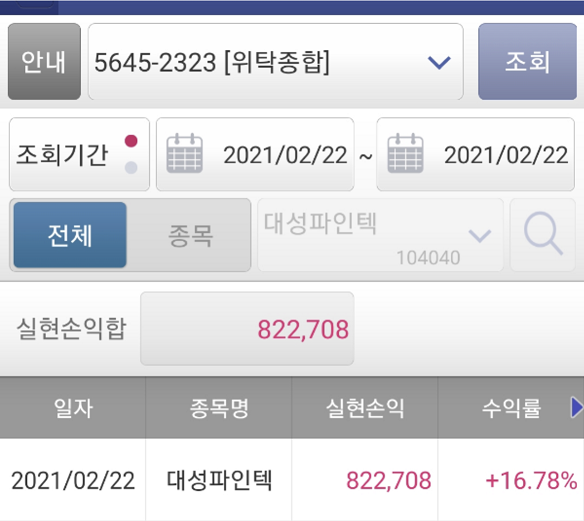 안내 5645-2323 [위탁종합] 조회
조회기간 2021/02/22 ~ 2021/02/22
전체 종목 대성파인텍
104040
실현손익합 822,708
일자 종목명 실현손익 수익률
2021/02/22 대성파인텍 822,708 +16.78%